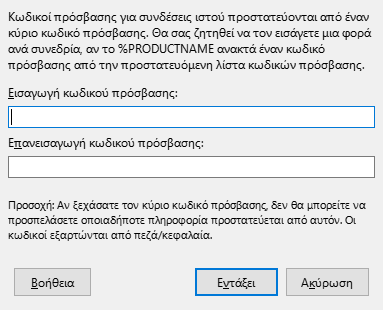 Κωδικοί πρόσβασης για συνδέσεις ιστού προστατεύονται από έναν
κύριο κωδικό πρόσβασης. Θα σας ζητηθεί να τον εισάγετε μια φορά
ανά συνεδρία, αν το %PRODUCTNAME ανακτά έναν κωδικό
πρόσβασης από την προστατευόμενη λίστα κωδικών πρόσβασης.
Εισαγωγή κωδικού πρόσβασης:
Επανεισαγωγή κωδικού πρόσβασης:
Προσοχή: Αν ξεχάσατε τον κύριο κωδικό πρόσβασης, δεν θα μπορείτε να
προσπελάσετε οποιαδήποτε πληροφορία προστατεύεται από αυτόν. Οι
κωδικοί εξαρτώνται από πεζά/κεφαλαία.
Βοήθεια
Εντάξει
Ακύρωση